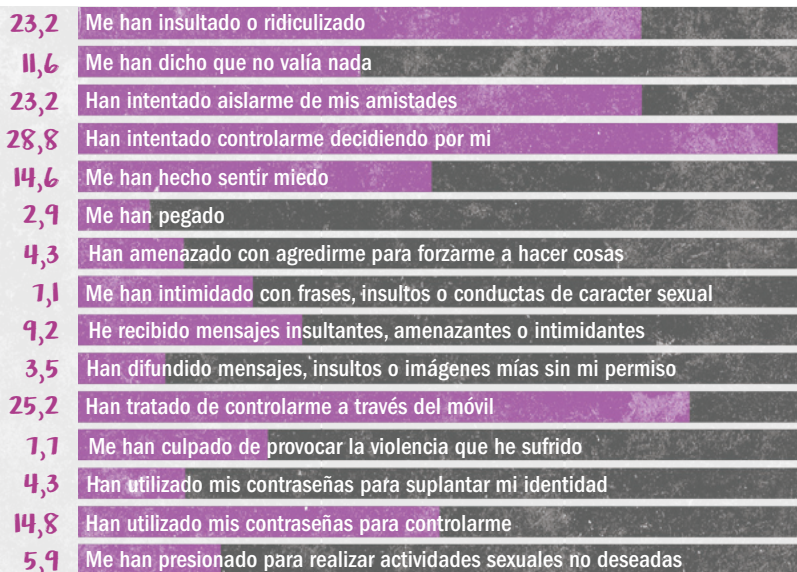 23,2 Me han insultado o ridiculizado
11,6 Me han dicho que no valía nada
23,2 Han intentado aislarme de mis amistades
28,8 Han intentado controlarme decidiendo por mi
14,6 Me han hecho sentir miedo
2,9 Me han pegado
4,3 Han amenazado con agredirme para forzarme a hacer cosas
7,1 Me han intimidado con frases, insultos o conductas de caracter sexual
9,2 He recibido mensajes insultantes, amenazantes o intimidantes
3,5 Han difundido mensajes, insultos o imágenes mías sin mi permiso
25,2 Han tratado de controlarme a través del móvil
7,7 Me han culpado de provocar la violencia que he sufrido
4,3 Han utilizado mis contraseñas para suplantar mi identidad
14,8 Han utilizado mis contraseñas para controlarme
5,9 Me han presionado para realizar actividades sexuales no deseadas